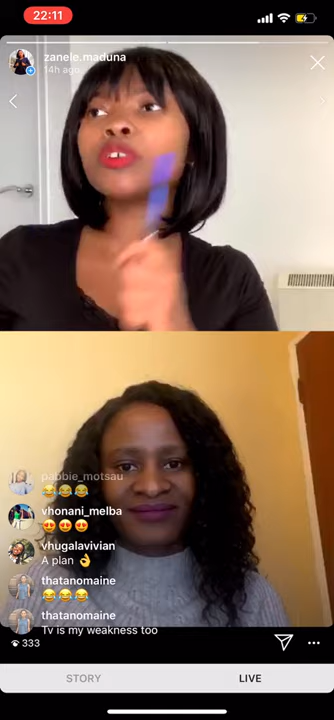 22:11
zanele.maduna
14h ago
pabbie_motsau
😂😂😂
vhonani_melba
😍😍😍
vhugalavivian
A plan 👌
thatanomaine
😂😂😂
thatanomaine
Tv is my weakness too
333
STORY LIVE